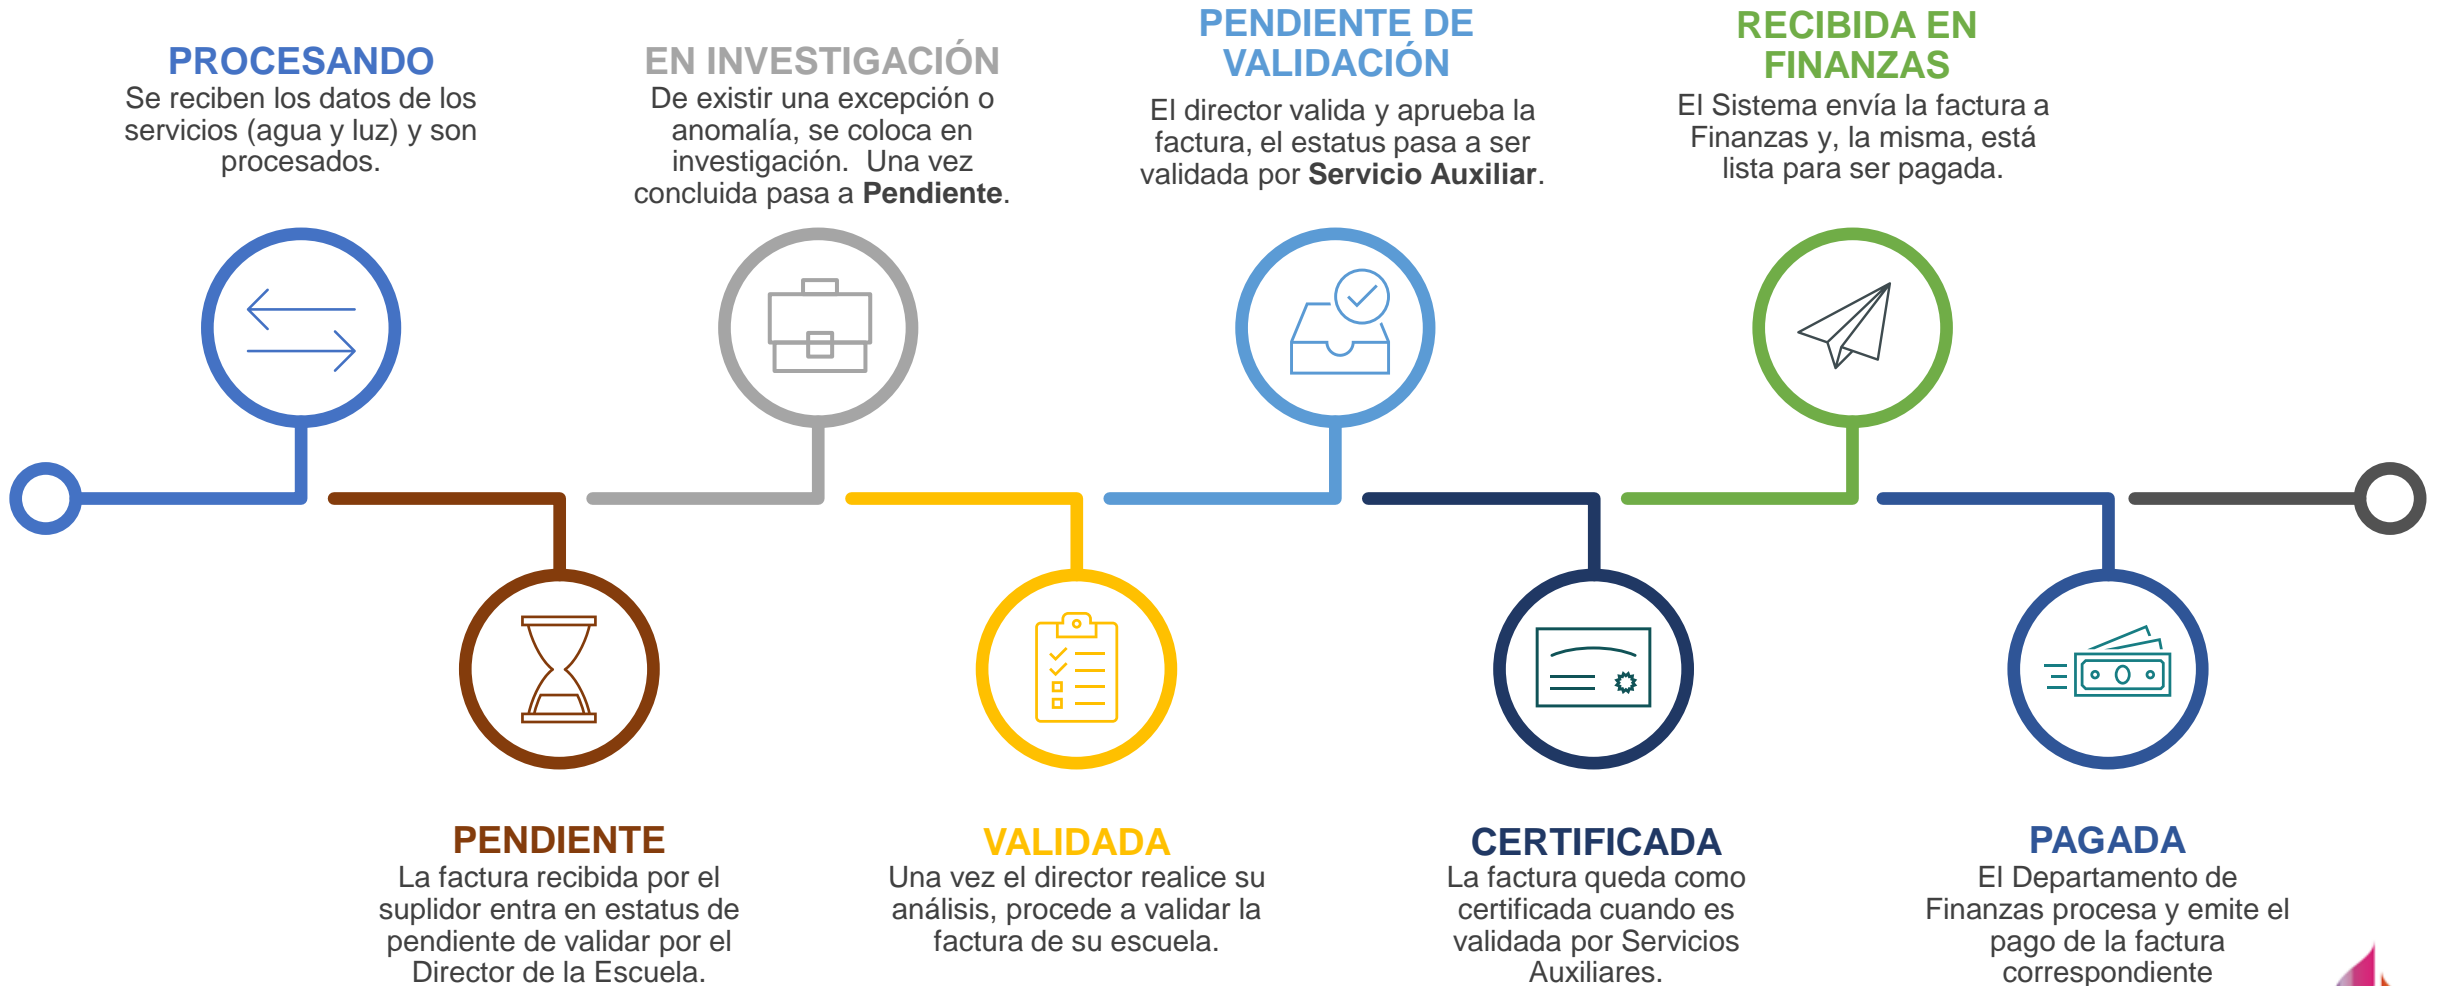 PROCESANDO
Se reciben los datos de los
servicios (agua y luz) y son
procesados.
PENDIENTE
La factura recibida por el
suplidor entra en estatus de
pendiente de validar por el
Director de la Escuela.
EN INVESTIGACIÓN
De existir una excepción o
anomalía, se coloca en
investigación.  Una vez
concluida pasa a Pendiente.
VALIDADA
Una vez el director realice su
análisis, procede a validar la
factura de su escuela.
PENDIENTE DE
VALIDACIÓN
El director valida y aprueba la
factura, el estatus pasa a ser
validada por Servicio Auxiliar.
CERTIFICADA
La factura queda como
certificada cuando es
validada por Servicios
Auxiliares.
RECIBIDA EN
FINANZAS
El Sistema envía la factura a
Finanzas y, la misma, está
lista para ser pagada.
PAGADA
El Departamento de
Finanzas procesa y emite el
pago de la factura
correspondiente